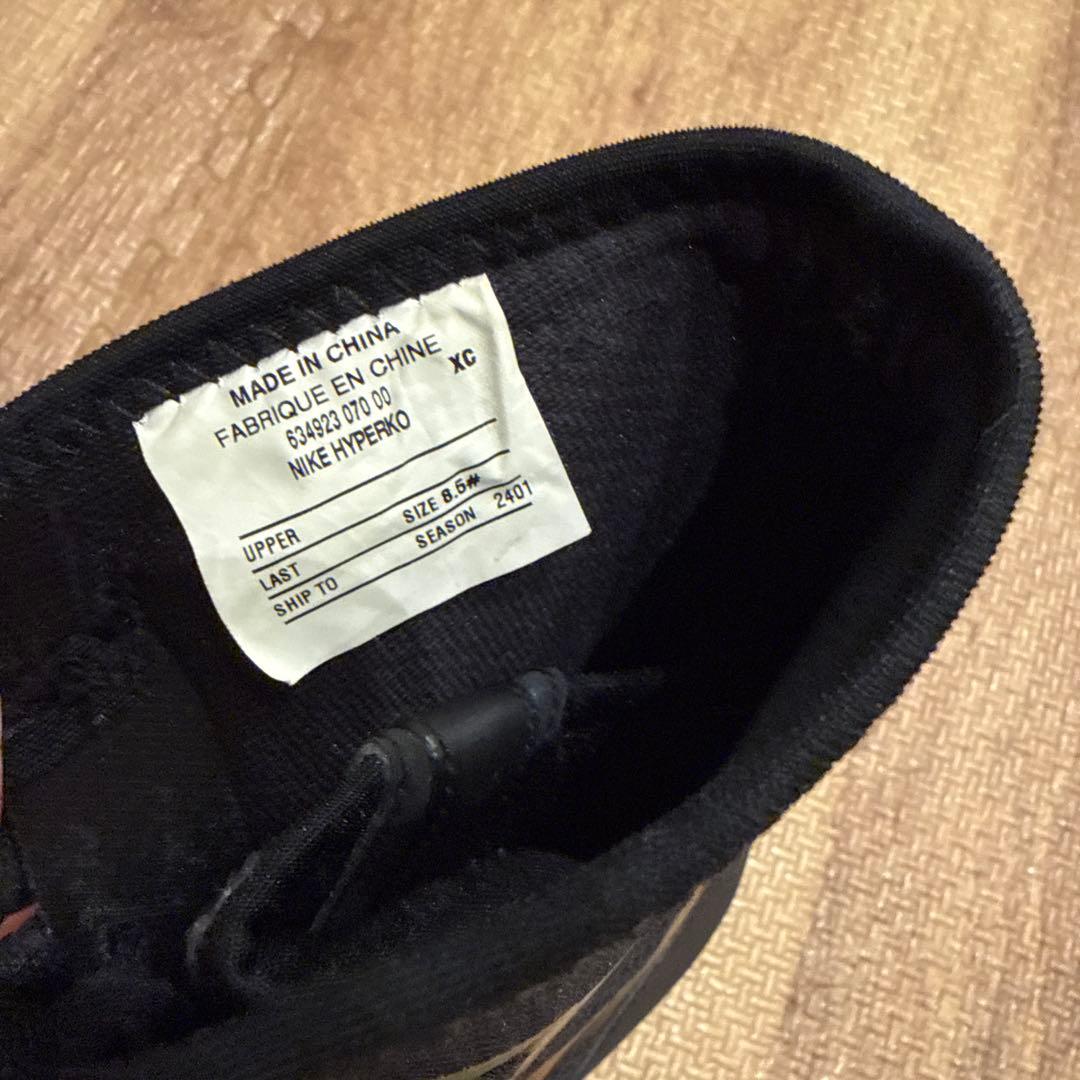 MADE IN CHINA
FABRIQUE EN CHINE
634923 070 00 XC
NIKE HYPERKO
UPPER SIZE 8.5#
LAST SEASON 2401
SHIP TO